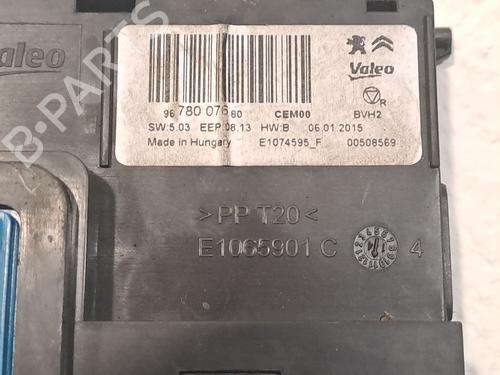 Valeo
Valeo
96 780 076 80 CEM00 BVH2
R
SW:5.03 EEP:08.13 HW:B 06.01.2015
Made in Hungary E1074595_F 00508569
>PP T20<
E1065901 C 4
B-PARTS